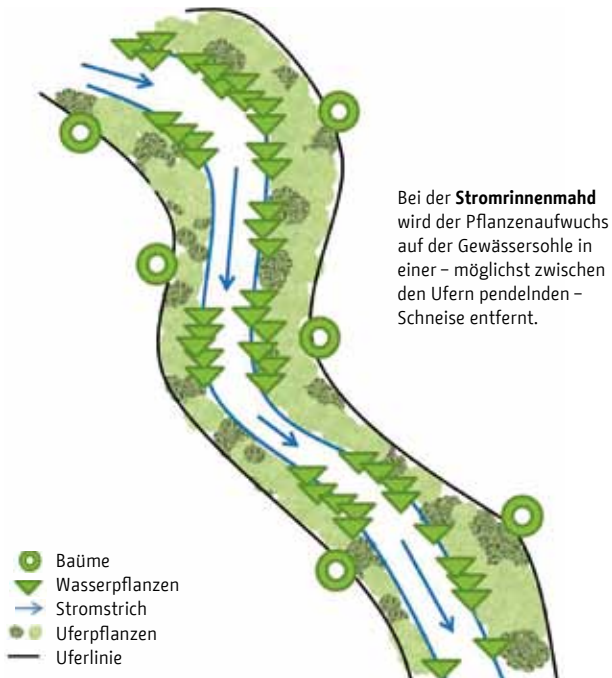 Bei der Stromrinnenmahd
wird der Pflanzenaufwuchs
auf der Gewässersohle in
einer – möglichst zwischen
den Ufern pendelnden –
Schneise entfernt.
Baüme
Wasserpflanzen
Stromstrich
Uferpflanzen
Uferlinie